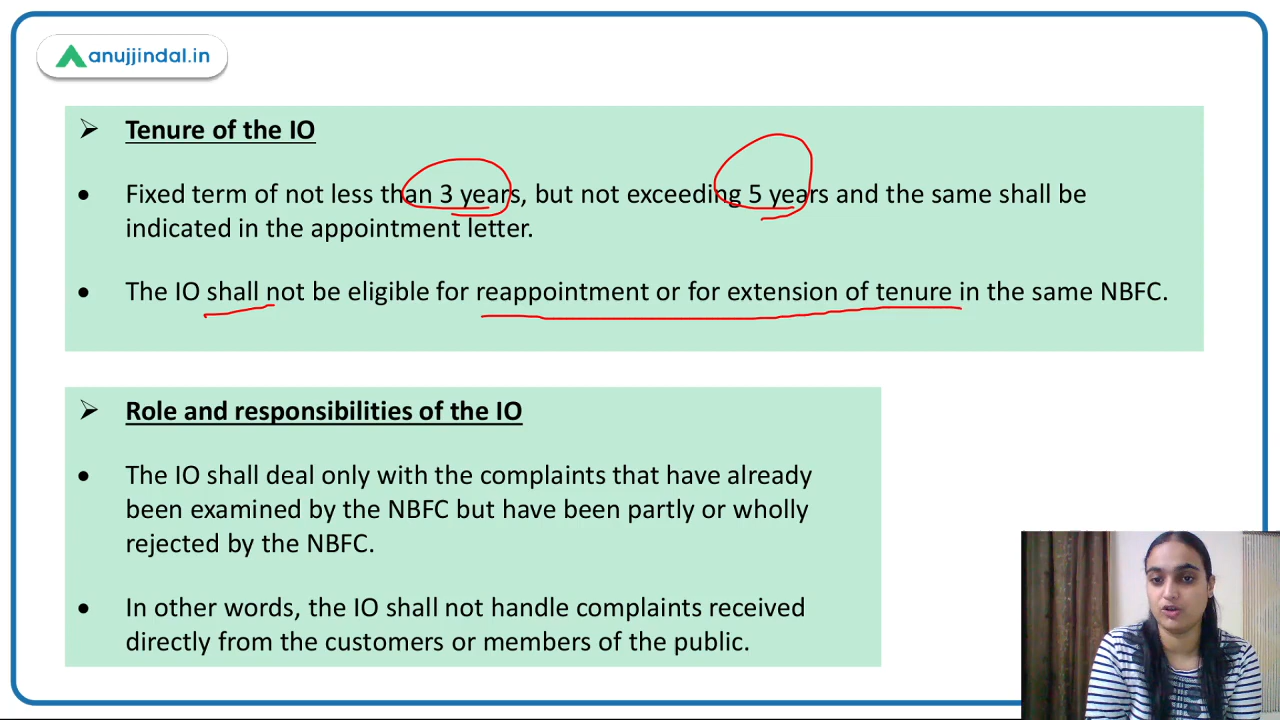 anujjindal.in
➢ Tenure of the IO
• Fixed term of not less than 3 years, but not exceeding 5 years and the same shall be
indicated in the appointment letter.
• The IO shall not be eligible for reappointment or for extension of tenure in the same NBFC.
➢ Role and responsibilities of the IO
• The IO shall deal only with the complaints that have already
been examined by the NBFC but have been partly or wholly
rejected by the NBFC.
• In other words, the IO shall not handle complaints received
directly from the customers or members of the public.